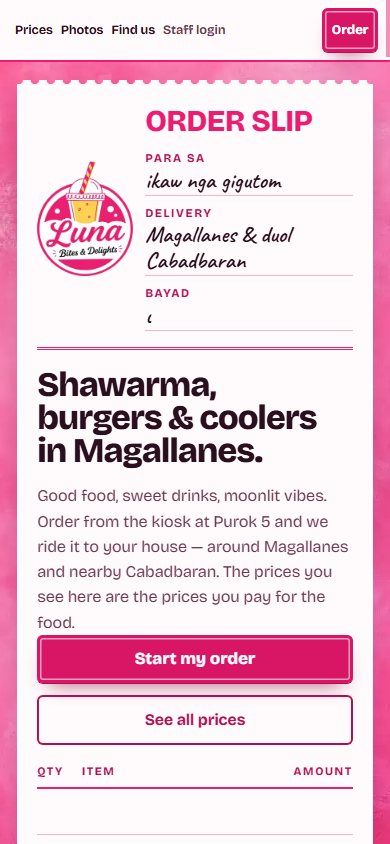 Prices Photos Find us Staff login Order
ORDER SLIP
PARA SA
ikaw nga gigutom
DELIVERY
Magallanes & duol
Cabadbaran
BAYAD
Luna
Bites & Delights
Shawarma,
burgers & coolers
in Magallanes.
Good food, sweet drinks, moonlit vibes.
Order from the kiosk at Purok 5 and we
ride it to your house — around Magallanes
and nearby Cabadbaran. The prices you
see here are the prices you pay for the
food.
Start my order
See all prices
QTY ITEM AMOUNT